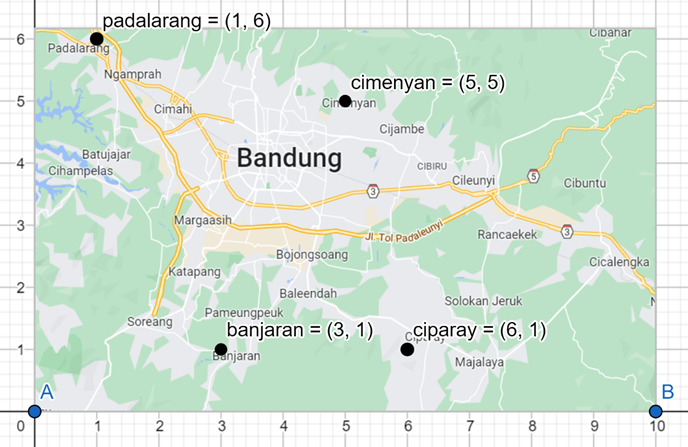 padalarang = (1, 6)
6
Padalarang
Cibanar
Ngamprah
cimenyan = (5, 5)
5
Cimenyan
Cimahi
Cijambe
4
Batujajar
Bandung
CIBIRU
Cihampelas
Cileunyi
5
Cibuntu
3
3
Margaasih
Jl. Tol Padaleunyi
Rancaekek
3
Bojongsoang
Cicalengka
Katapang
2
Baleendah
Solokan Jeruk
N
Pameungpeuk
Soreang
banjaran = (3, 1)
ciparay = (6, 1)
1
Banjaran
Majalaya
A
B
0 1 2 3 4 5 6 7 8 9 10